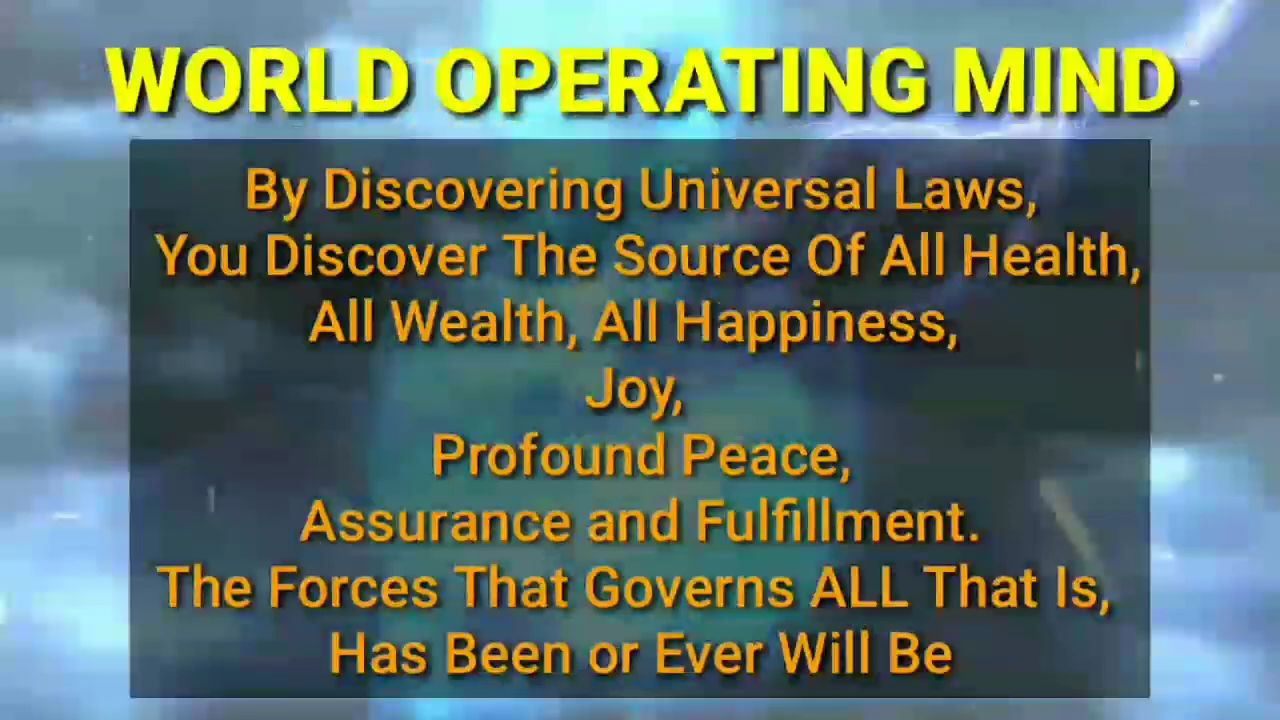 WORLD OPERATING MIND
By Discovering Universal Laws,
You Discover The Source Of All Health,
All Wealth, All Happiness,
Joy,
Profound Peace,
Assurance and Fulfillment.
The Forces That Governs ALL That Is,
Has Been or Ever Will Be